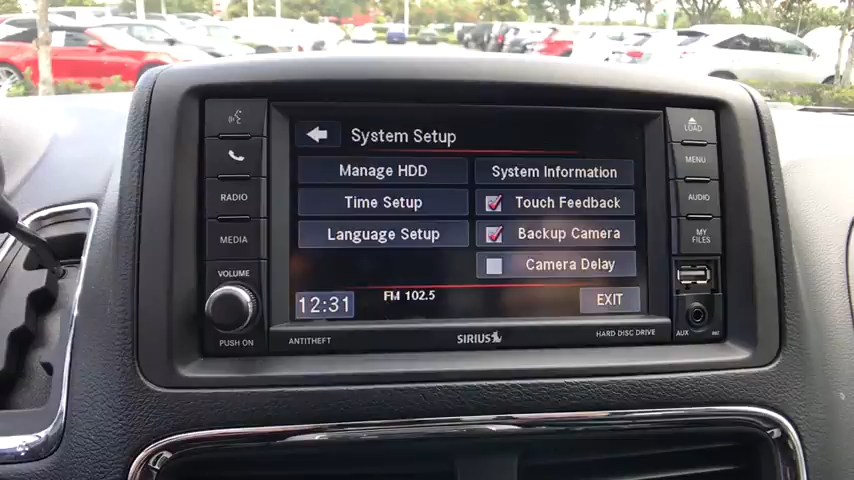 System Setup
Manage HDD
System Information
Time Setup
Touch Feedback
Language Setup
Backup Camera
Camera Delay
12:31
FM 102.5
EXIT
RADIO
MEDIA
VOLUME
PUSH ON
LOAD
MENU
AUDIO
MY
FILES
AUX
ANTITHEFT
SIRIUS
HARD DISC DRIVE